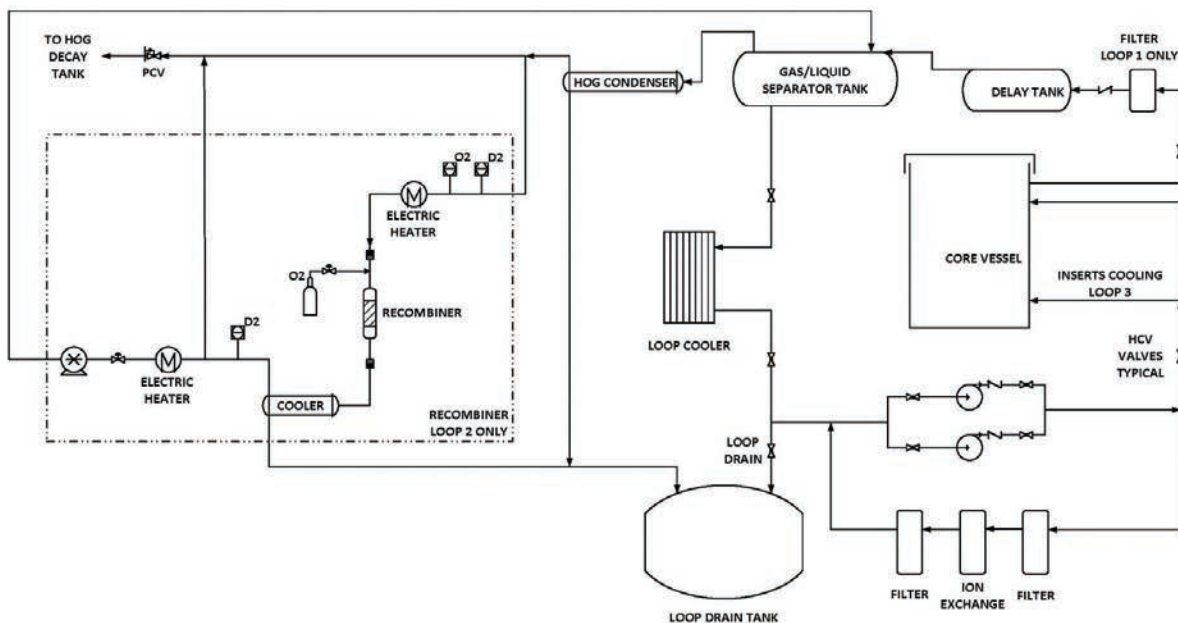 TO HOG
DECAY
TANK
PCV
HOG CONDENSER
GAS/LIQUID
SEPARATOR TANK
DELAY TANK
FILTER
LOOP 1 ONLY
O2
D2
M
ELECTRIC
HEATER
O2
RECOMBINER
D2
M
ELECTRIC
HEATER
COOLER
RECOMBINER
LOOP 2 ONLY
LOOP COOLER
CORE VESSEL
INSERTS COOLING
LOOP 3
HCV
VALVES
TYPICAL
LOOP
DRAIN
LOOP DRAIN TANK
FILTER
ION
EXCHANGE
FILTER